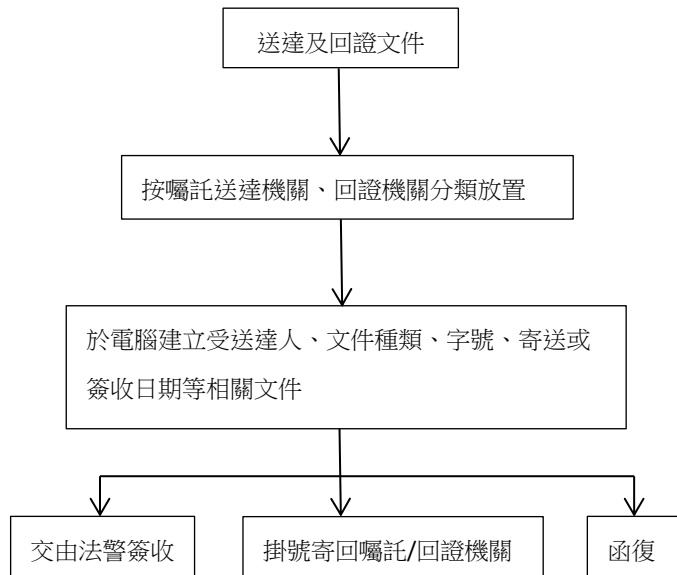 送達及回證文件
按囑託送達機關、回證機關分類放置
於電腦建立受送達人、文件種類、字號、寄送或
簽收日期等相關文件
交由法警簽收
掛號寄回囑託/回證機關
函復